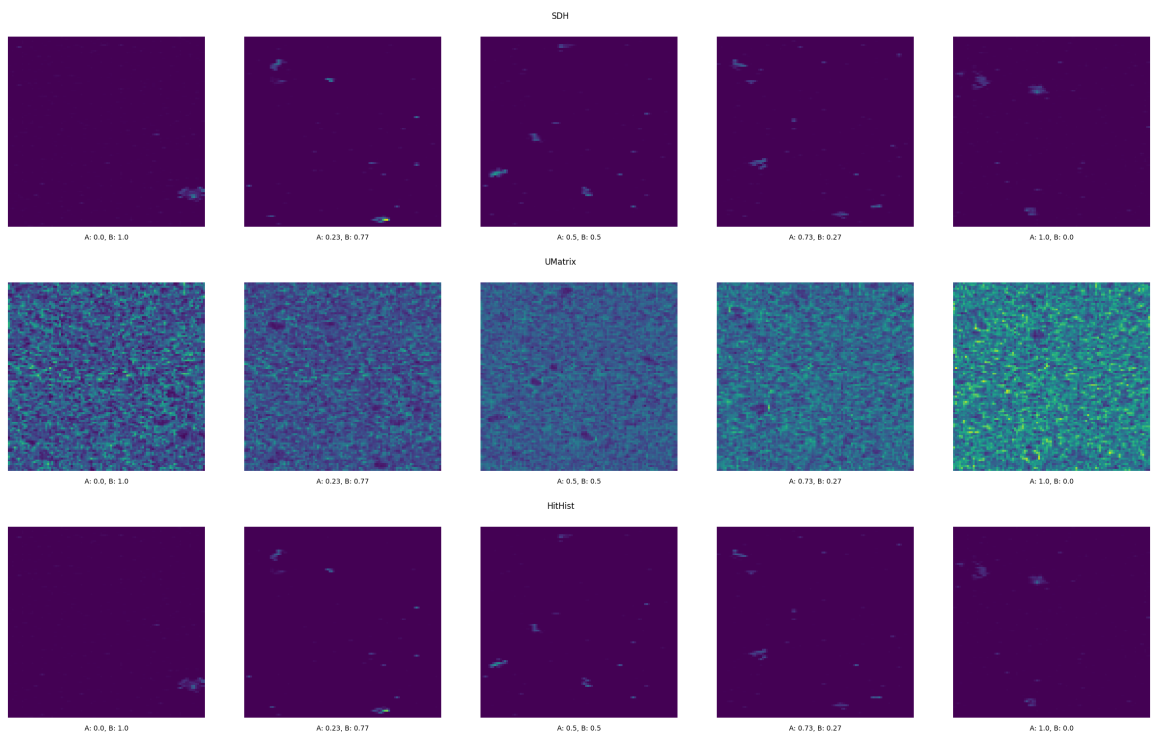 SDH
A: 0.0, B: 1.0
A: 0.23, B: 0.77
A: 0.5, B: 0.5
A: 0.73, B: 0.27
A: 1.0, B: 0.0
UMatrix
A: 0.0, B: 1.0
A: 0.23, B: 0.77
A: 0.5, B: 0.5
A: 0.73, B: 0.27
A: 1.0, B: 0.0
HitHist
A: 0.0, B: 1.0
A: 0.23, B: 0.77
A: 0.5, B: 0.5
A: 0.73, B: 0.27
A: 1.0, B: 0.0